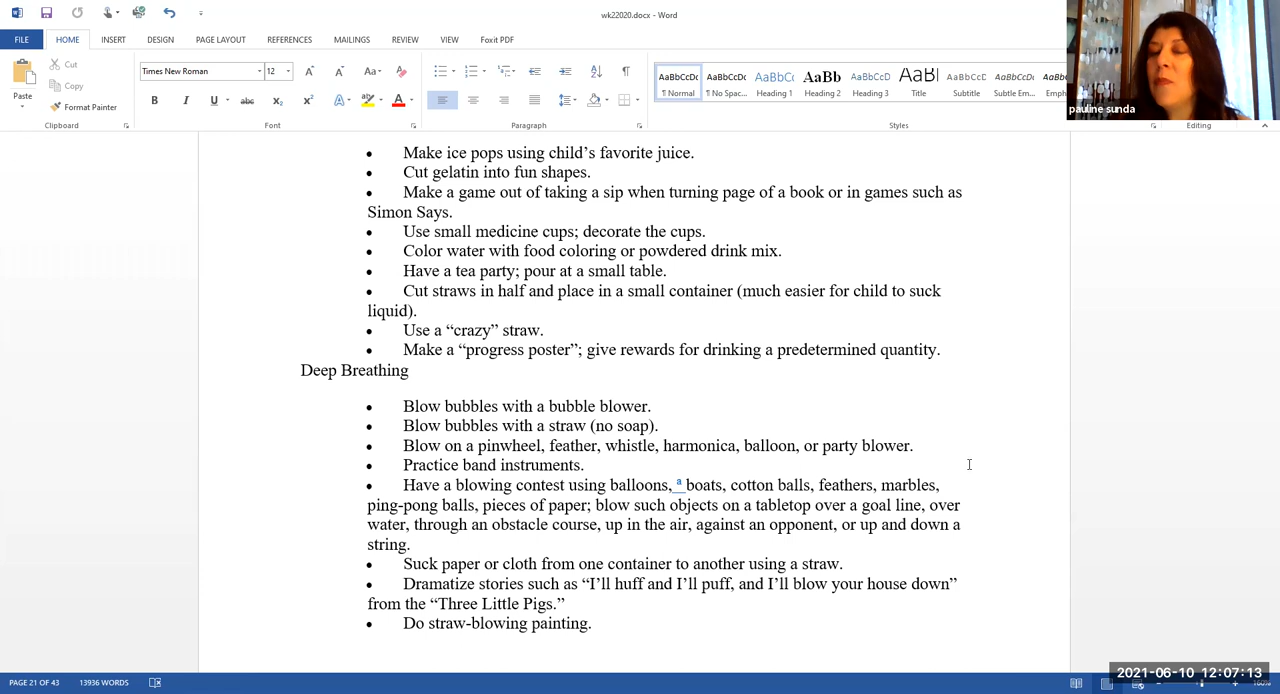 wk22020.docx - Word
FILE HOME INSERT DESIGN PAGE LAYOUT REFERENCES MAILINGS REVIEW VIEW Foxit PDF
Paste
Cut
Copy
Format Painter
Clipboard
Times New Roman 12
Font
Paragraph
AaBbCcDc AaBbCcDc AaBbCc AaBb AaBbCcD AaB AaBbCcD AaBbCcDc
¶ Normal ¶ No Spac... Heading 1 Heading 2 Heading 3 Title Subtitle Subtle Em... Emph
Styles
Editing
pauline sunda
• Make ice pops using child’s favorite juice.
• Cut gelatin into fun shapes.
• Make a game out of taking a sip when turning page of a book or in games such as
Simon Says.
• Use small medicine cups; decorate the cups.
• Color water with food coloring or powdered drink mix.
• Have a tea party; pour at a small table.
• Cut straws in half and place in a small container (much easier for child to suck
liquid).
• Use a “crazy” straw.
• Make a “progress poster”; give rewards for drinking a predetermined quantity.
Deep Breathing
• Blow bubbles with a bubble blower.
• Blow bubbles with a straw (no soap).
• Blow on a pinwheel, feather, whistle, harmonica, balloon, or party blower.
• Practice band instruments.
• Have a blowing contest using balloons, a boats, cotton balls, feathers, marbles,
ping-pong balls, pieces of paper; blow such objects on a tabletop over a goal line, over
water, through an obstacle course, up in the air, against an opponent, or up and down a
string.
• Suck paper or cloth from one container to another using a straw.
• Dramatize stories such as “I’ll huff and I’ll puff, and I’ll blow your house down”
from the “Three Little Pigs.”
• Do straw-blowing painting.
2021-06-10 12:07:13
PAGE 21 OF 43 13936 WORDS